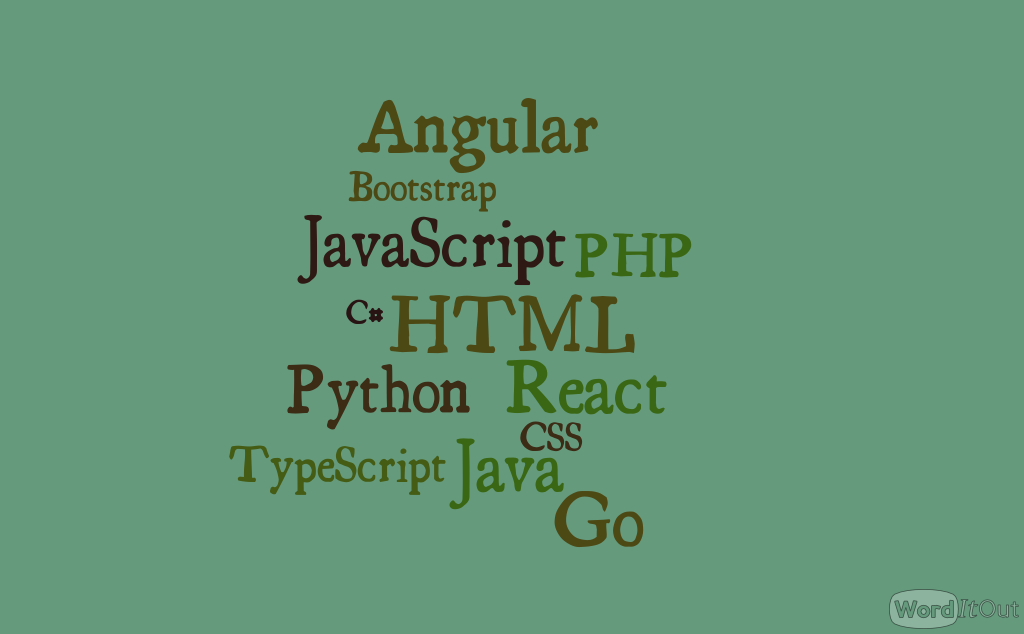 Angular
Bootstrap
JavaScript PHP
C# HTML
Python React
CSS
TypeScript Java
Go
WordItOut